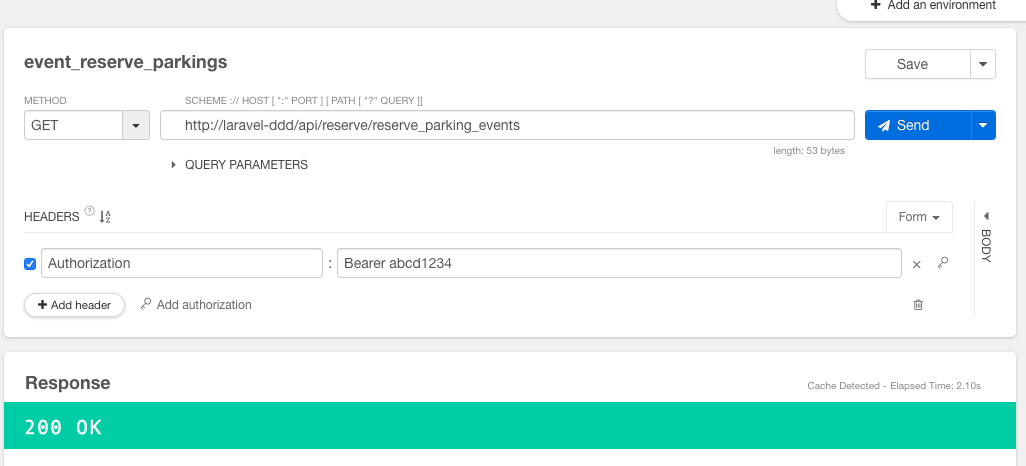 + Add an environment
event_reserve_parkings
Save
METHOD
SCHEME :// HOST [ ":" PORT ] [ PATH [ "?" QUERY ]]
GET
http://laravel-ddd/api/reserve/reserve_parking_events
Send
length: 53 bytes
QUERY PARAMETERS
HEADERS ? A Z
Form
BODY
Authorization : Bearer abcd1234
+ Add header
Add authorization
Response
Cache Detected - Elapsed Time: 2.10s
200 OK